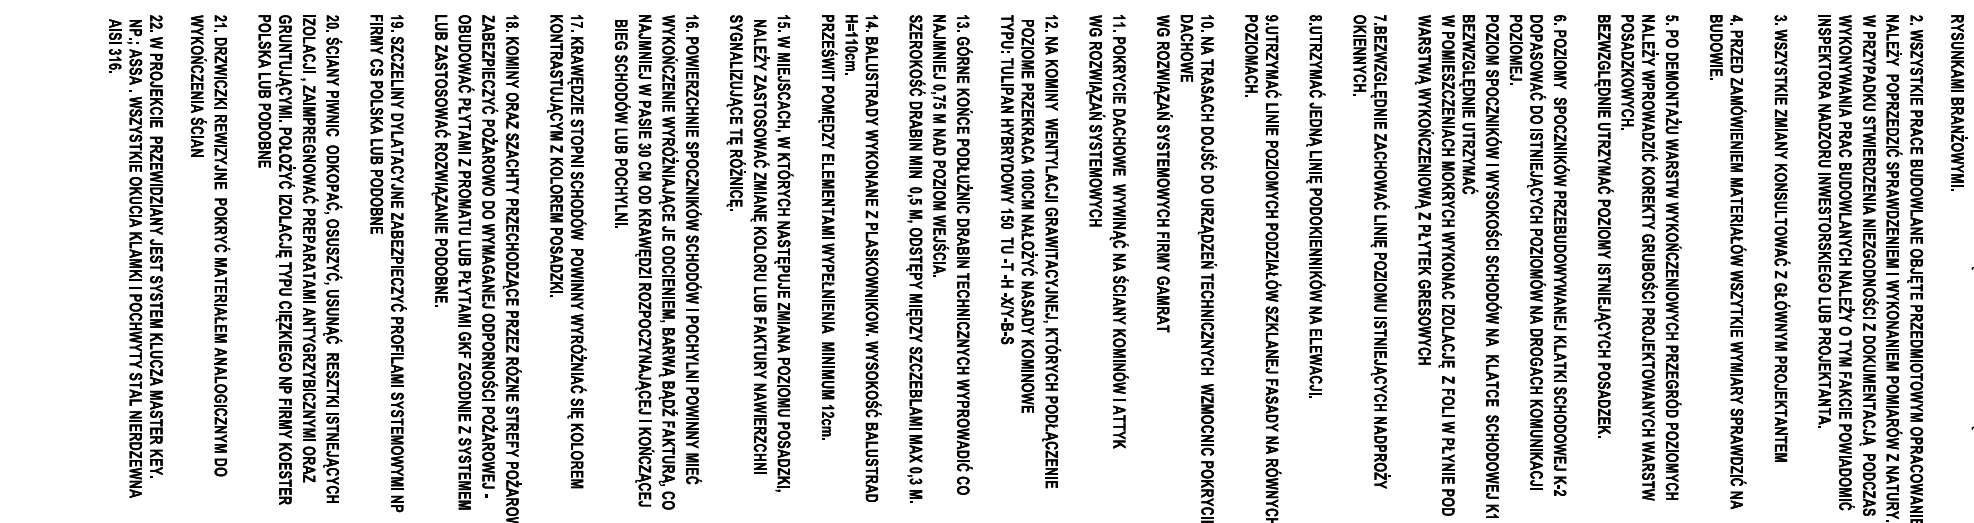 RYSUNKAMI BRANŻOWYMI.
2. WSZYSTKIE PRACE BUDOWLANE OBJĘTE PRZEDMIOTOWYM OPRACOWANIE
NALEŻY POPRZEDZIĆ SPRAWDZENIEM I WYKONANIEM POMIARÓW Z NATURY.
W PRZYPADKU STWIERDZENIA NIEZGODNOŚCI Z DOKUMENTACJĄ PODCZAS
WYKONYWANIA PRAC BUDOWLANYCH NALEŻY O TYM FAKCIE POWIADOMIĆ
INSPEKTORA NADZORU INWESTORSKIEGO LUB PROJEKTANTA.
3. WSZYSTKIE ZMIANY KONSULTOWAĆ Z GŁÓWNYM PROJEKTANTEM
4. PRZED ZAMÓWIENIEM MATERIAŁÓW WSZYTKIE WYMIARY SPRAWDZIĆ NA
BUDOWIE.
5. PO DEMONTAŻU WARSTW WYKOŃCZENIOWYCH PRZEGRÓD POZIOMYCH
NALEŻY WPROWADZIĆ KOREKTY GRUBOŚCI PROJEKTOWANYCH WARSTW
POSADZKOWYCH.
BEZWZGLĘDNIE UTRZYMAĆ POZIOMY ISTNIEJĄCYCH POSADZEK.
6. POZIOMY SPOCZNIKÓW PRZEBUDOWYWANEJ KLATKI SCHODOWEJ K-2
DOPASOWAĆ DO ISTNIEJĄCYCH POZIOMÓW NA DROGACH KOMUNIKACJI
POZIOMEJ.
POZIOM SPOCZNIKÓW I WYSOKOŚCI SCHODÓW NA KLATCE SCHODOWEJ K1
BEZWZGLĘDNIE UTRZYMAĆ
W POMIESZCZENIACH MOKRYCH WYKONAC IZOLACJĘ Z FOLI W PŁYNIE POD
WARSTWĄ WYKOŃCZENIOWĄ Z PŁYTEK GRESOWYCH
7.BEZWZGLĘDNIE ZACHOWAĆ LINIĘ POZIOMU ISTNIEJĄCYCH NADPROŻY
OKIENNYCH.
8.UTRZYMAĆ JEDNĄ LINIĘ PODOKIENNIKÓW NA ELEWACJI.
9.UTRZYMAĆ LINIE POZIOMYCH PODZIAŁÓW SZKLANEJ FASADY NA RÓWNYCH
POZIOMACH.
10. NA TRASACH DOJŚĆ DO URZĄDZEŃ TECHNICZNYCH WZMOCNIC POKRYCI
DACHOWE
WG ROZWIĄZAŃ SYSTEMOWYCH FIRMY GAMRAT
11. POKRYCIE DACHOWE WYWINĄĆ NA ŚCIANY KOMINÓW I ATTYK
WG ROZWIĄZAŃ SYSTEMOWYCH
12. NA KOMINY WENTYLACJI GRAWITACYJNEJ, KTÓRYCH PODŁĄCZENIE
POZIOME PRZEKRACA 100CM NAŁOŻYĆ NASADY KOMINOWE
TYPU: TULIPAN HYBRYDOWY 150 TU -T -H -X/Y-B-S
13. GÓRNE KOŃCE PODŁUŻNIC DRABIN TECHNICZNYCH WYPROWADIĆ CO
NAJMNIEJ 0,75 M NAD POZIOM WEJŚCIA.
SZEROKOŚĆ DRABIN MIN 0,5 M, ODSTĘPY MIĘDZY SZCZEBLAMI MAX 0,3 M.
14. BALUSTRADY WYKONANE Z PLASKOWNIKOW. WYSOKOŚĆ BALUSTRAD
H=110cm.
PRZEŚWIT POMĘDZY ELEMENTAMI WYPEŁNIENIA MINIMUM 12cm.
15. W MIEJSCACH, W KTÓRYCH NASTĘPUJE ZMIANA POZIOMU POSADZKI,
NALEŻY ZASTOSOWAĆ ZMIANĘ KOLORU LUB FAKTURY NAWIERZCHNI
SYGNALIZUJĄCE TĘ RÓŻNICĘ.
16. POWIERZCHNIE SPOCZNIKÓW SCHODÓW I POCHYLNI POWINNY MIEĆ
WYKOŃCZENIE WYRÓŻNIAJĄCE JE ODCIENIEM, BARWĄ BĄDŹ FAKTURĄ, CO
NAJMNIEJ W PASIE 30 CM OD KRAWĘDZI ROZPOCZYNAJĄCEJ I KOŃCZĄCEJ
BIEG SCHODÓW LUB POCHYLNI.
17. KRAWĘDZIE STOPNI SCHODÓW POWINNY WYRÓŻNIAĆ SIĘ KOLOREM
KONTRASTUJĄCYM Z KOLOREM POSADZKI.
18. KOMINY ORAZ SZACHTY PRZECHODZĄCE PRZEZ RÓZNE STREFY POŻAROW
ZABEZPIECZYĆ POŻAROWO DO WYMAGANEJ ODPORNOŚCI POŻAROWEJ -
OBUDOWAĆ PŁYTAMI Z PROMATU LUB PŁYTAMI GKF ZGODNIE Z SYSTEMEM
LUB ZASTOSOWAĆ ROZWIĄZANIE PODOBNE.
19. SZCZELINY DYLATACYJNE ZABEZPIECZYĆ PROFILAMI SYSTEMOWYMI NP
FIRMY CS POLSKA LUB PODOBNE
20. ŚCIANY PIWNIC ODKOPAĆ, OSUSZYĆ, USUNĄĆ RESZTKI ISTNEJĄCYCH
IZOLACJI , ZAIMPREGNOWAĆ PREPARATAMI ANTYGRZYBICZNYMI ORAZ
GRUNTUJĄCYMI. POŁOŻYĆ IZOLACJĘ TYPU CIĘZKIEGO NP FIRMY KOESTER
POLSKA LUB PODOBNE
21. DRZWICZKI REWIZYJNE POKRYĆ MATERIAŁEM ANALOGICZNYM DO
WYKOŃCZENIA ŚCIAN
22. W PROJEKCIE PRZEWIDZIANY JEST SYSTEM KLUCZA MASTER KEY.
NP.; ASSA . WSZYSTKIE OKUCIA KLAMKI I POCHWYTY STAL NIERDZEWNA
AISI 316.